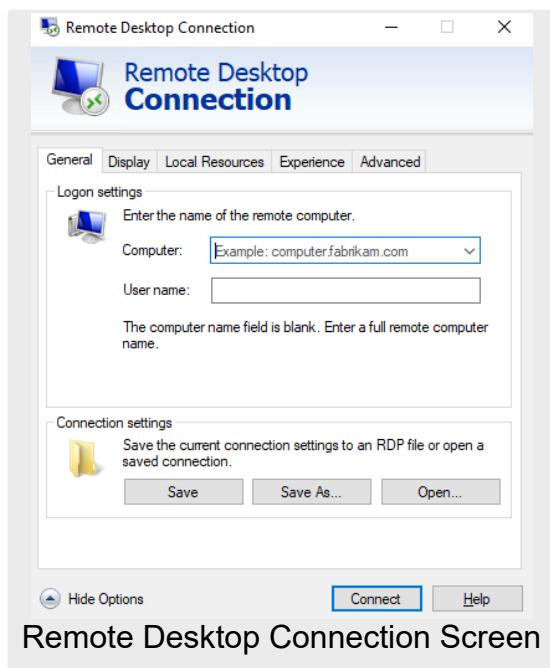 Remote Desktop Connection
Remote Desktop
Connection
General Display Local Resources Experience Advanced
Logon settings
Enter the name of the remote computer.
Computer: Example: computer.fabrikam.com
User name:
The computer name field is blank. Enter a full remote computer
name.
Connection settings
Save the current connection settings to an RDP file or open a
saved connection.
Save Save As... Open...
Hide Options Connect Help
Remote Desktop Connection Screen